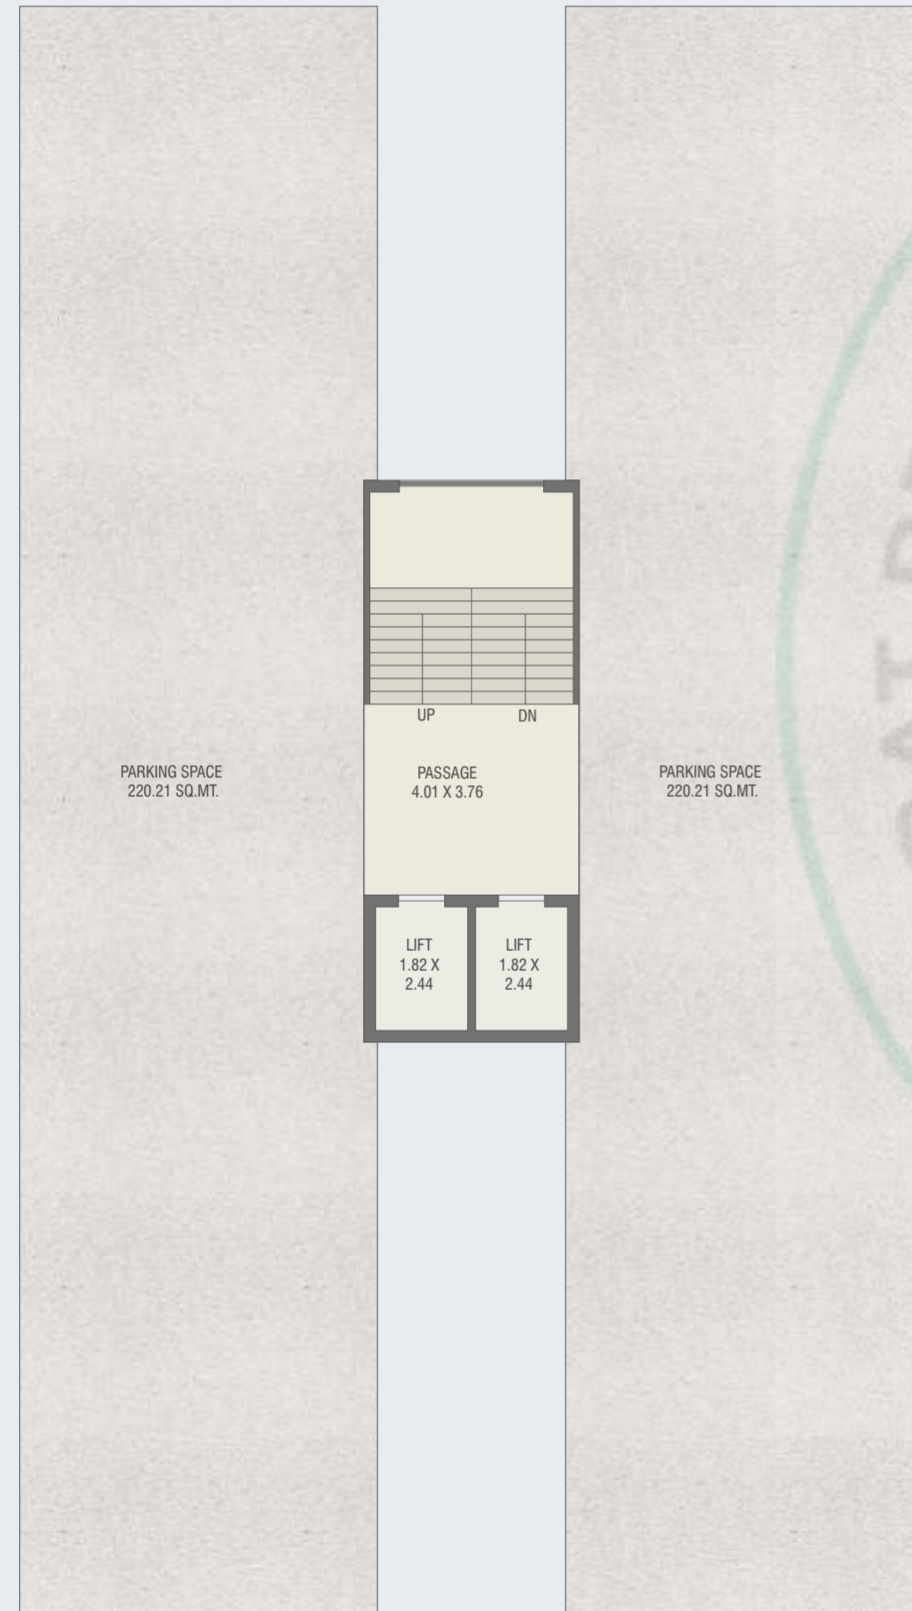 UP
DN
PARKING SPACE
220.21 SQ.MT.
PASSAGE
4.01 X 3.76
PARKING SPACE
220.21 SQ.MT.
LIFT
1.82 X
2.44
LIFT
1.82 X
2.44